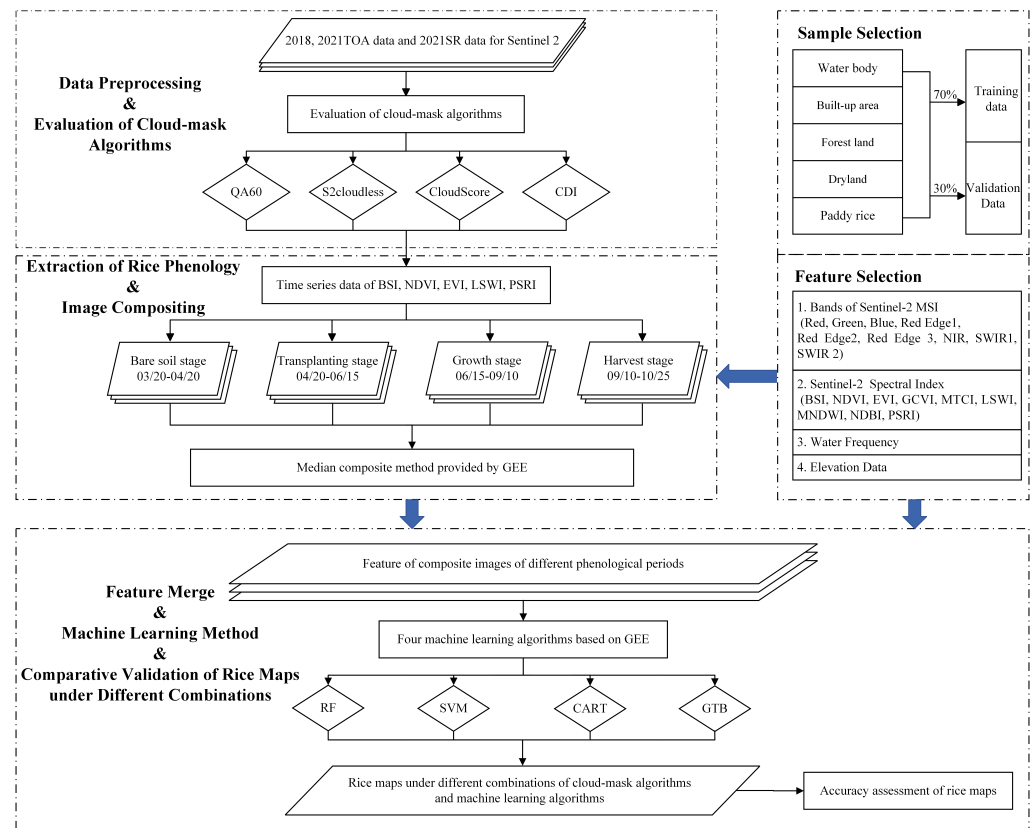 2018, 2021TOA data and 2021SR data for Sentinel 2
Data Preprocessing
&
Evaluation of Cloud-mask
Algorithms
Evaluation of cloud-mask algorithms
QA60
S2cloudless
CloudScore
CDI
Sample Selection
Water body
Built-up area
Forest land
Dryland
Paddy rice
70%
30%
Training
data
Validation
Data
Extraction of Rice Phenology
&
Image Compositing
Time series data of BSI, NDVI, EVI, LSWI, PSRI
Bare soil stage
03/20-04/20
Transplanting stage
04/20-06/15
Growth stage
06/15-09/10
Harvest stage
09/10-10/25
Median composite method provided by GEE
Feature Selection
1. Bands of Sentinel-2 MSI
(Red, Green, Blue, Red Edge1,
Red Edge2, Red Edge 3, NIR, SWIR1,
SWIR 2)
2. Sentinel-2 Spectral Index
(BSI, NDVI, EVI, GCVI, MTCI, LSWI,
MNDWI, NDBI, PSRI)
3. Water Frequency
4. Elevation Data
Feature Merge
&
Machine Learning Method
&
Comparative Validation of Rice Maps
under Different Combinations
Feature of composite images of different phenological periods
Four machine learning algorithms based on GEE
RF
SVM
CART
GTB
Rice maps under different combinations of cloud-mask algorithms
and machine learning algorithms
Accuracy assessment of rice maps